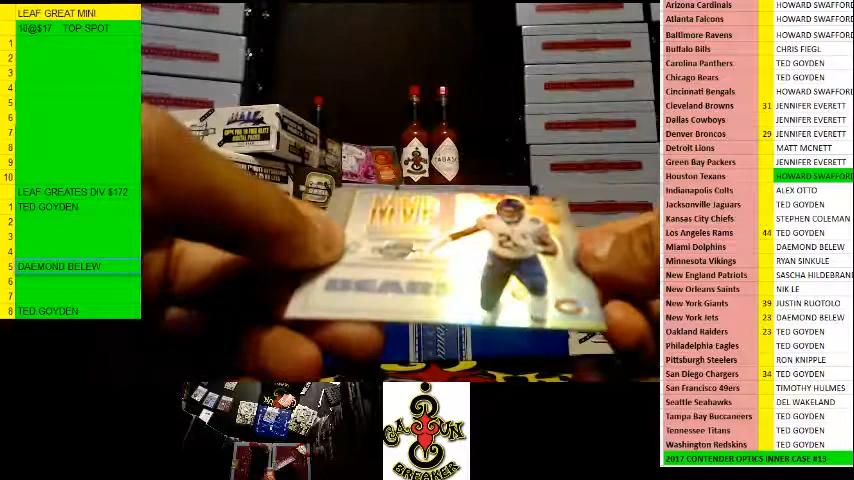 LEAF GREAT MINI
10@$17 TOP SPOT
1
2
3
4
5
6
7
8
9
10
LEAF GREATES DIV $172
1 TED GOYDEN
2
3
4
5 DAEMOND BELEW
6
7
8 TED GOYDEN
MVP
BEARS
TABASCO
CAJUN
BREAKER
Arizona Cardinals HOWARD SWAFFORD
Atlanta Falcons HOWARD SWAFFORD
Baltimore Ravens HOWARD SWAFFORD
Buffalo Bills CHRIS FIEGL
Carolina Panthers TED GOYDEN
Chicago Bears TED GOYDEN
Cincinnati Bengals HOWARD SWAFFORD
Cleveland Browns 31 JENNIFER EVERETT
Dallas Cowboys JENNIFER EVERETT
Denver Broncos 29 JENNIFER EVERETT
Detroit Lions MATT MCNETT
Green Bay Packers JENNIFER EVERETT
Houston Texans HOWARD SWAFFORD
Indianapolis Colts ALEX OTTO
Jacksonville Jaguars TED GOYDEN
Kansas City Chiefs STEPHEN COLEMAN
Los Angeles Rams 44 TED GOYDEN
Miami Dolphins DAEMOND BELEW
Minnesota Vikings RYAN SINKULE
New England Patriots SASCHA HILDEBRAN
New Orleans Saints NIK LE
New York Giants 39 JUSTIN RUOTOLO
New York Jets 23 DAEMOND BELEW
Oakland Raiders 23 TED GOYDEN
Philadelphia Eagles TED GOYDEN
Pittsburgh Steelers RON KNIPPLE
San Diego Chargers 34 TED GOYDEN
San Francisco 49ers TIMOTHY HULMES
Seattle Seahawks DEL WAKELAND
Tampa Bay Buccaneers TED GOYDEN
Tennessee Titans TED GOYDEN
Washington Redskins TED GOYDEN
2017 CONTENDER OPTICS INNER CASE #13